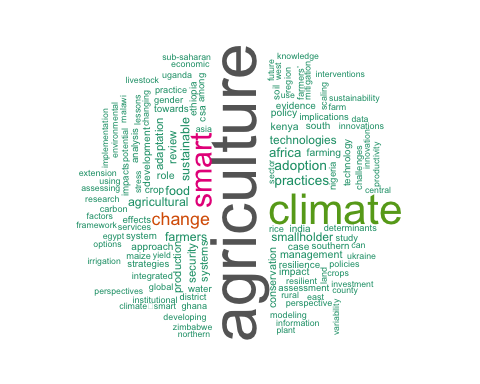 agriculture
climate
smart
change
sub-saharan
economic
uganda
livestock
practice
gender
towards
ethiopia
csa
among
asia
implementation
environmental
malawi
potential
impacts
lessons
changing
analysis
development
adaptation
review
sustainable
extension
using
assessing
stress
crop
role
food
research
agricultural
carbon
factors
effects
framework
services
egypt
system
farmers
options
approach
maize
yield
production
security
systems
irrigation
strategies
integrated
global
water
perspectives
institutional
district
climate-smart
ghana
developing
zimbabwe
northern
knowledge
future
west
soil
region
use
farmers'
mitigation
interventions
scaling
sustainability
evidence
farm
policy
implications
data
kenya
south
innovations
technologies
africa
farming
technology
challenges
innovation
productivity
sector
adoption
nigeria
practices
central
rice
india
determinants
smallholder
study
case
southern
can
management
ukraine
conservation
resilience
policies
impact
land
crops
resilient
investment
assessment
county
rural
east
perspective
modeling
information
plant
variability